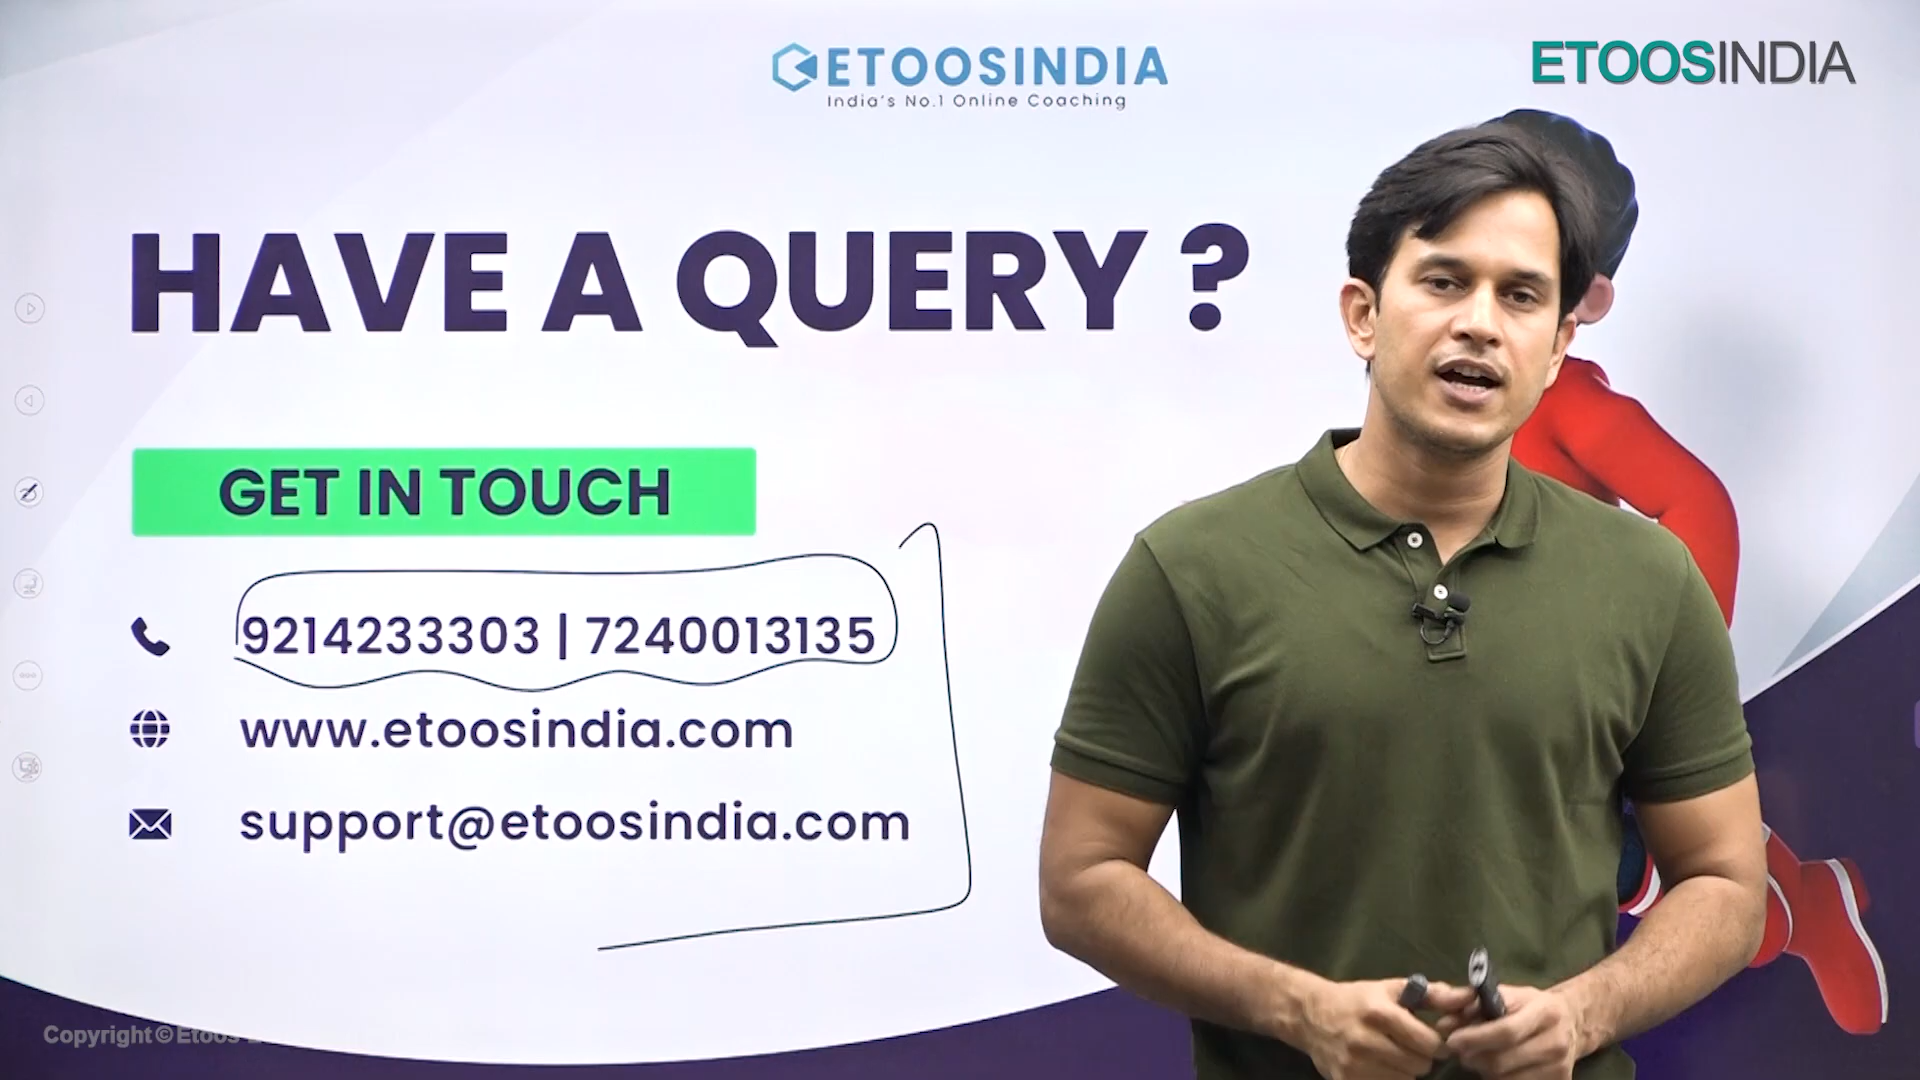 ETOOSINDIA
India's No.1 Online Coaching
ETOOSINDIA
HAVE A QUERY ?
GET IN TOUCH
9214233303 | 7240013135
www.etoosindia.com
support@etoosindia.com
Copyright © Etoos